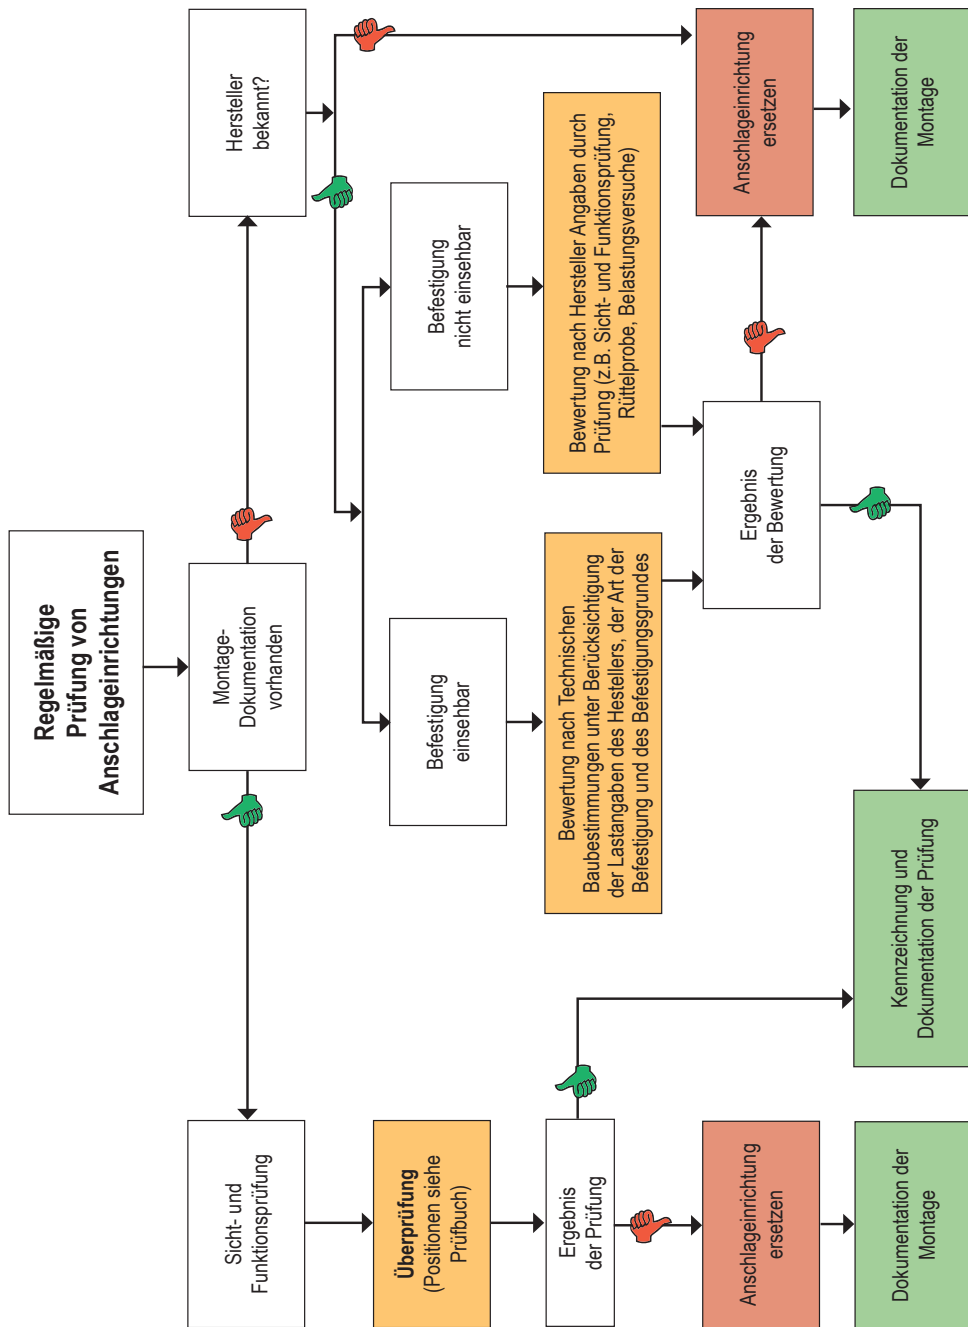 Regelmäßige
Prüfung von
Anschlageinrichtungen
Montage-
Dokumentation
vorhanden
Hersteller
bekannt?
Sicht- und
Funktionsprüfung
Befestigung
einsehbar
Befestigung
nicht einsehbar
Überprüfung
(Positionen siehe
Prüfbuch)
Bewertung nach Technischen
Baubestimmungen unter Berücksichtigung
der Lastangaben des Hestellers, der Art der
Befestigung und des Befestigungsgrundes
Bewertung nach Hersteller Angaben durch
Prüfung (z.B. Sicht- und Funktionsprüfung,
Rüttelprobe, Belastungsversuche)
Ergebnis
der Prüfung
Ergebnis
der Bewertung
Anschlageinrichtung
ersetzen
Anschlageinrichtung
ersetzen
Dokumentation der
Montage
Kennzeichnung und
Dokumentation der Prüfung
Dokumentation der
Montage